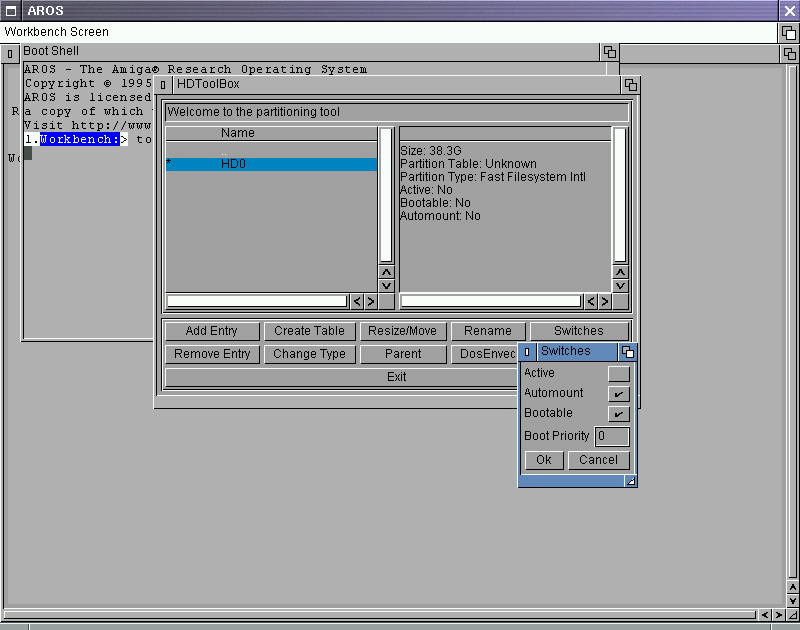 AROS
Workbench Screen
Boot Shell
AROS - The Amiga® Research Operating System
Copyright © 1995
AROS is licensed
a copy of which
Visit http://www
1.Workbench:> to
HDToolBox
Welcome to the partitioning tool
Name
..
* HD0
Size: 38.3G
Partition Table: Unknown
Partition Type: Fast Filesystem Intl
Active: No
Bootable: No
Automount: No
Add Entry Create Table Resize/Move Rename Switches
Remove Entry Change Type Parent DosEnvec
Exit
Switches
Active
Automount
Bootable
Boot Priority 0
Ok Cancel